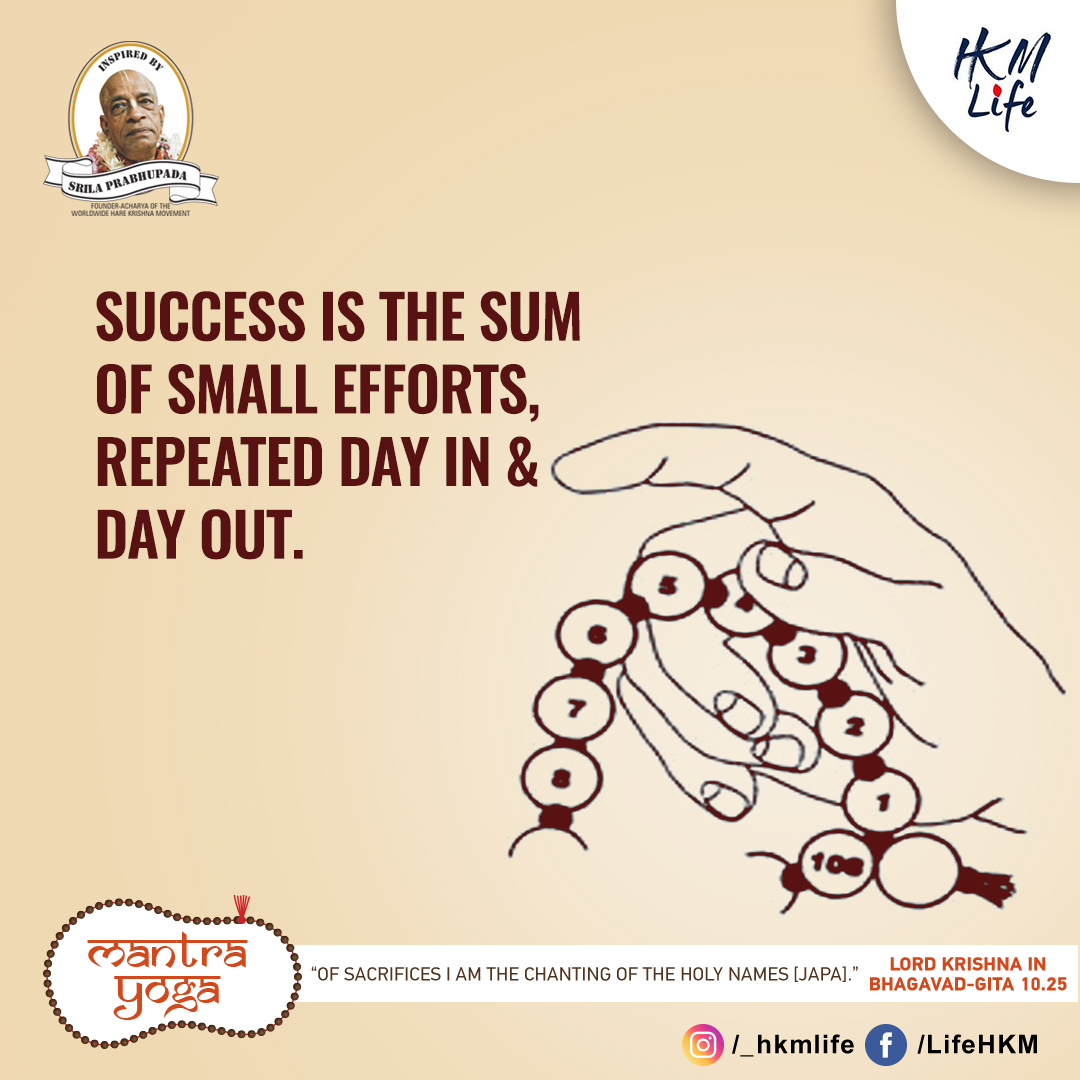 INSPIRED BY
SRILA PRABHUPADA
FOUNDER-ACHARYA OF THE
WORLDWIDE HARE KRISHNA MOVEMENT
HKM
Life
SUCCESS IS THE SUM
OF SMALL EFFORTS,
REPEATED DAY IN &
DAY OUT.
5
4
6
3
7
2
8
1
108
mantra
yoga
“OF SACRIFICES I AM THE CHANTING OF THE HOLY NAMES [JAPA].”
LORD KRISHNA IN
BHAGAVAD-GITA 10.25
/_hkmlife
/LifeHKM